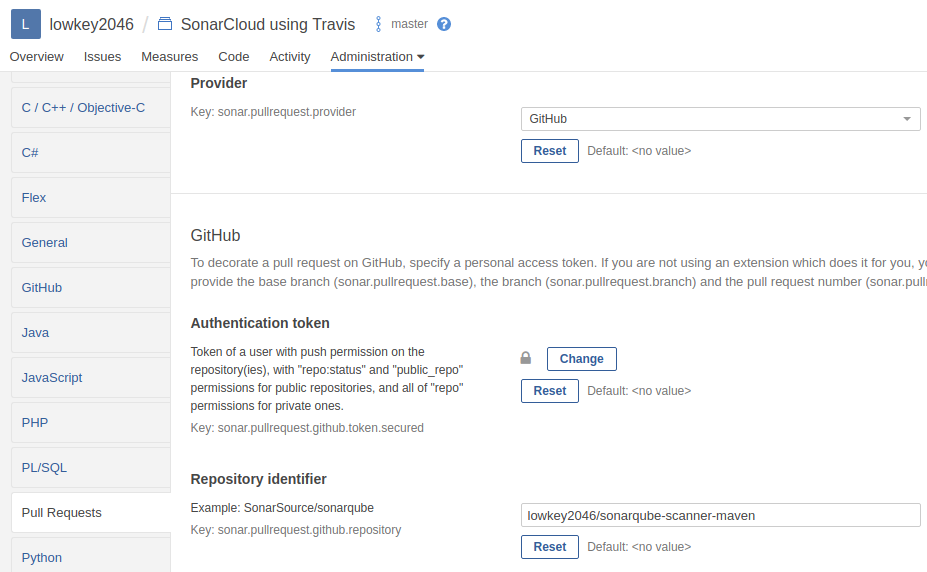 L lowkey2046 / SonarCloud using Travis master ?
Overview Issues Measures Code Activity Administration
C / C++ / Objective-C
C#
Flex
General
GitHub
Java
JavaScript
PHP
PL/SQL
Pull Requests
Python
Provider
Key: sonar.pullrequest.provider
GitHub
Reset Default: <no value>
GitHub
To decorate a pull request on GitHub, specify a personal access token. If you are not using an extension which does it for you,
provide the base branch (sonar.pullrequest.base), the branch (sonar.pullrequest.branch) and the pull request number
Authentication token
Token of a user with push permission on the
repository(ies), with "repo:status" and "public_repo"
permissions for public repositories, and all of "repo"
permissions for private ones.
Key: sonar.pullrequest.github.token.secured
Change
Reset Default: <no value>
Repository identifier
Example: SonarSource/sonarqube
Key: sonar.pullrequest.github.repository
lowkey2046/sonarqube-scanner-maven
Reset Default: <no value>